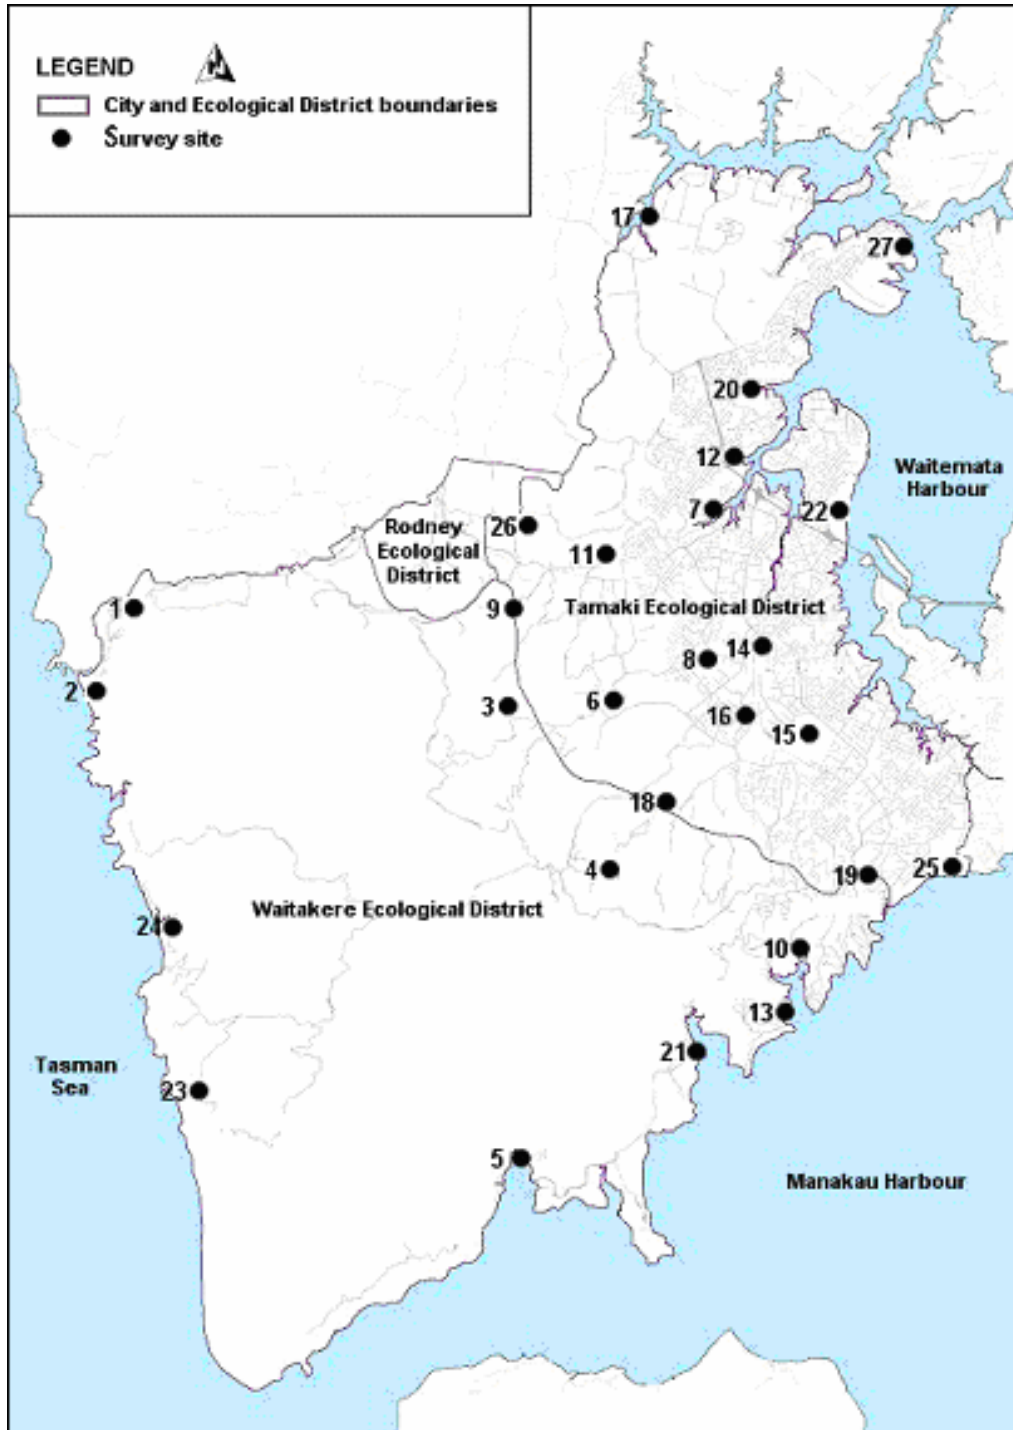 LEGEND
City and Ecological District boundaries
Survey site
17
27
20
12
Waitemata
Harbour
7
22
26
Rodney
Ecological
District
11
1
9
Tamaki Ecological District
14
8
2
3
6
16
15
18
4
19
25
Waitakere Ecological District
24
10
13
21
Tasman
Sea
23
5
Manakau Harbour